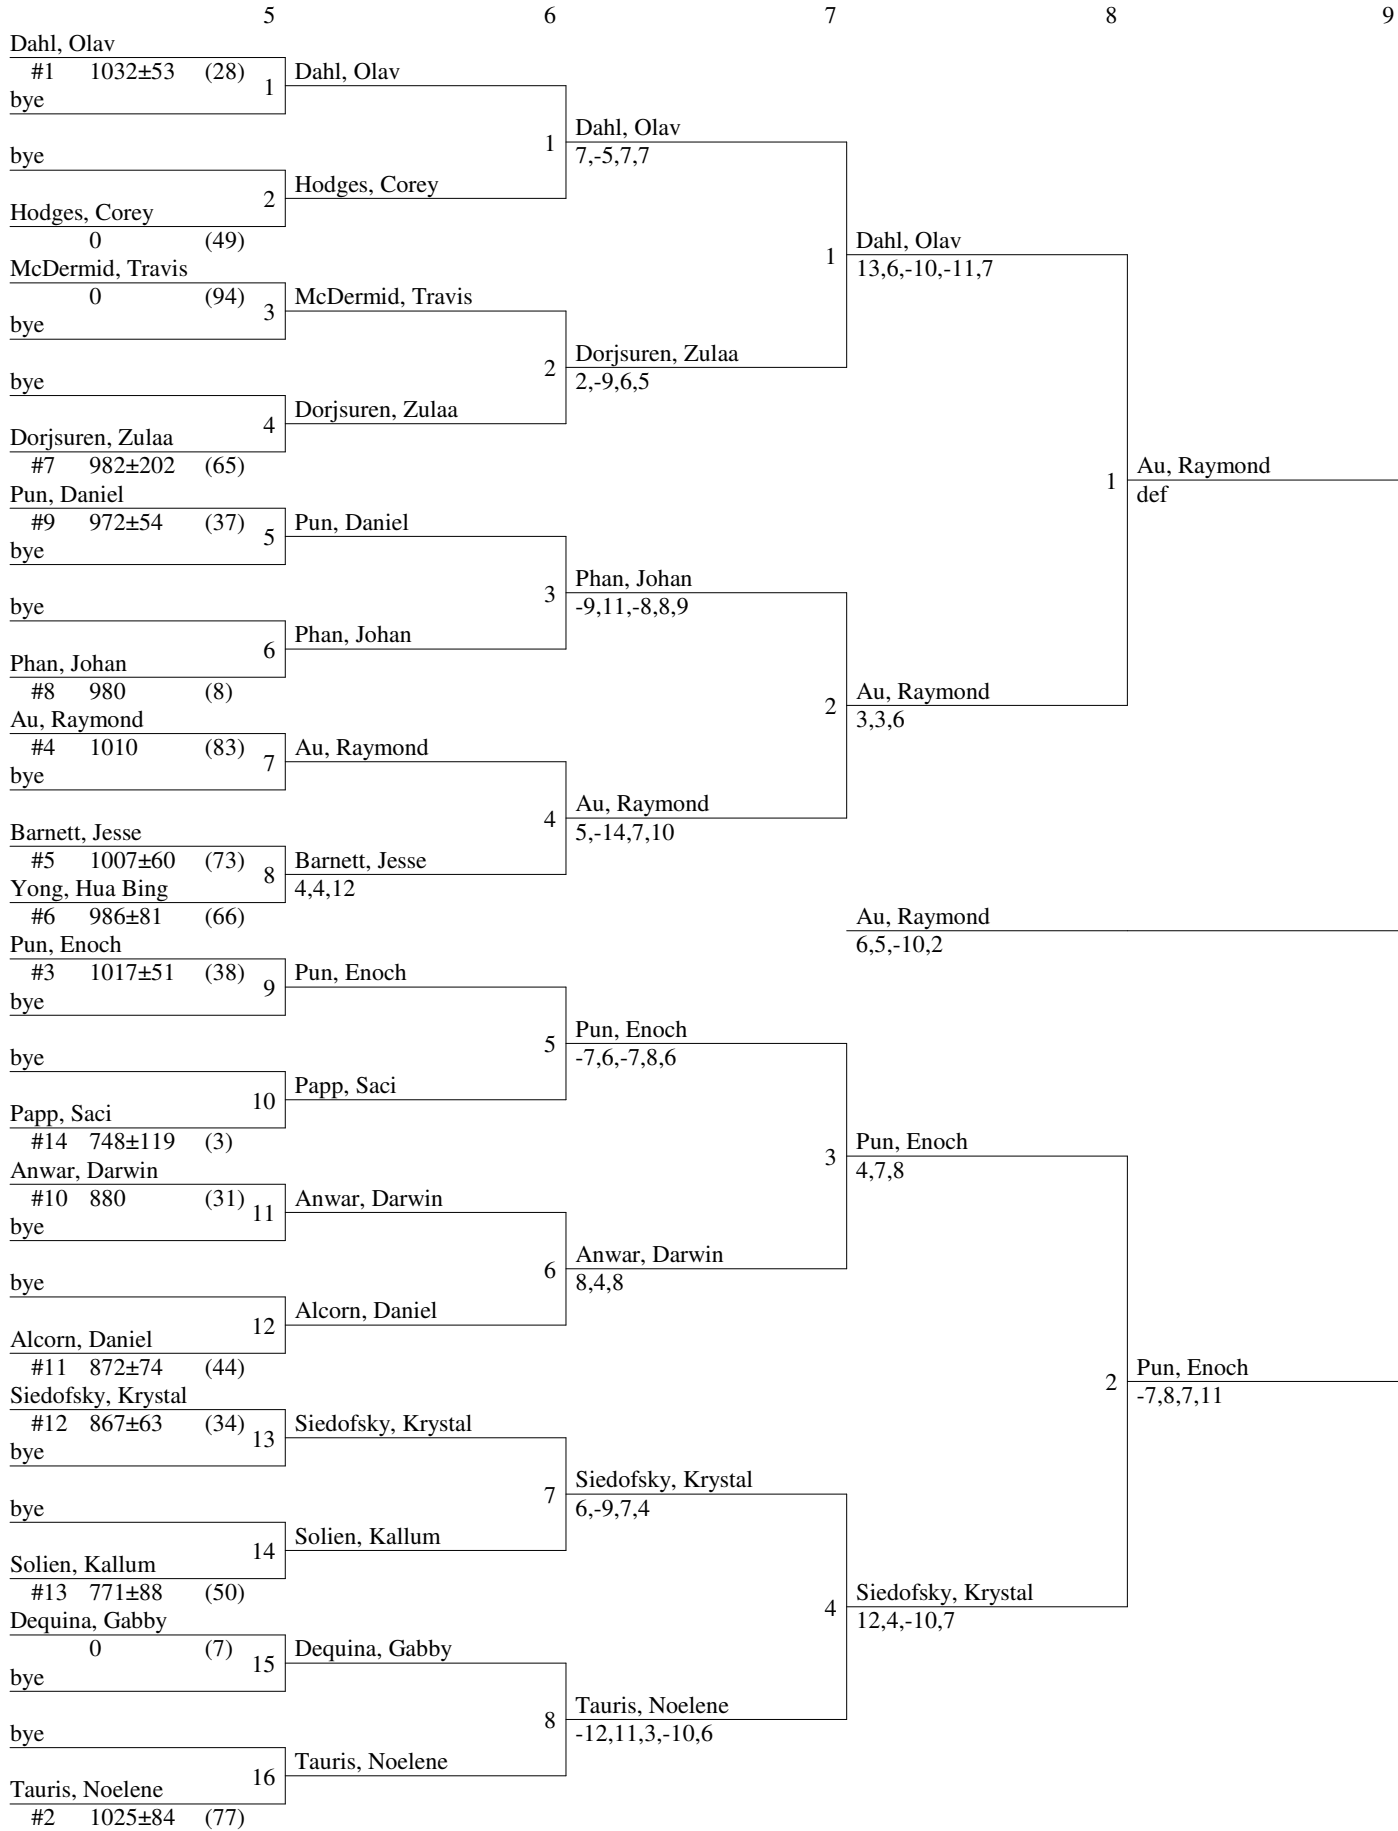 5 6 7 8 9
Dahl, Olav
#1 1032±53 (28)
bye
1
Dahl, Olav
bye
Hodges, Corey
0 (49)
2
Hodges, Corey
1
Dahl, Olav
7,-5,7,7
McDermid, Travis
0 (94)
bye
3
McDermid, Travis
bye
Dorjsuren, Zulaa
#7 982±202 (65)
4
Dorjsuren, Zulaa
2
Dorjsuren, Zulaa
2,-9,6,5
1
Dahl, Olav
13,6,-10,-11,7
Pun, Daniel
#9 972±54 (37)
bye
5
Pun, Daniel
bye
Phan, Johan
#8 980 (8)
6
Phan, Johan
3
Phan, Johan
-9,11,-8,8,9
Au, Raymond
#4 1010 (83)
bye
7
Au, Raymond
Barnett, Jesse
#5 1007±60 (73)
Yong, Hua Bing
#6 986±81 (66)
8
Barnett, Jesse
4,4,12
4
Au, Raymond
5,-14,7,10
2
Au, Raymond
3,3,6
1
Au, Raymond
def
Au, Raymond
6,5,-10,2
Pun, Enoch
#3 1017±51 (38)
bye
9
Pun, Enoch
bye
Papp, Saci
#14 748±119 (3)
10
Papp, Saci
5
Pun, Enoch
-7,6,-7,8,6
Anwar, Darwin
#10 880 (31)
bye
11
Anwar, Darwin
bye
Alcorn, Daniel
#11 872±74 (44)
12
Alcorn, Daniel
6
Anwar, Darwin
8,4,8
3
Pun, Enoch
4,7,8
Siedofsky, Krystal
#12 867±63 (34)
bye
13
Siedofsky, Krystal
bye
Solien, Kallum
#13 771±88 (50)
14
Solien, Kallum
7
Siedofsky, Krystal
6,-9,7,4
Dequina, Gabby
0 (7)
bye
15
Dequina, Gabby
bye
Tauris, Noelene
#2 1025±84 (77)
16
Tauris, Noelene
8
Tauris, Noelene
-12,11,3,-10,6
4
Siedofsky, Krystal
12,4,-10,7
2
Pun, Enoch
-7,8,7,11